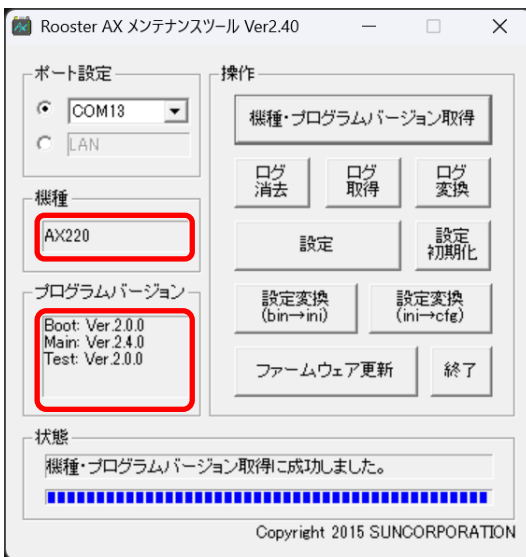 Rooster AX メンテナンスツール Ver2.40
ポート設定
COM13
LAN
機種
AX220
プログラムバージョン
Boot: Ver.2.0.0
Main: Ver.2.4.0
Test: Ver.2.0.0
操作
機種・プログラムバージョン取得
ログ
消去
ログ
取得
ログ
変換
設定
設定
初期化
設定変換
(bin→ini)
設定変換
(ini→cfg)
ファームウェア更新
終了
状態
機種・プログラムバージョン取得に成功しました。
Copyright 2015 SUNCORPORATION